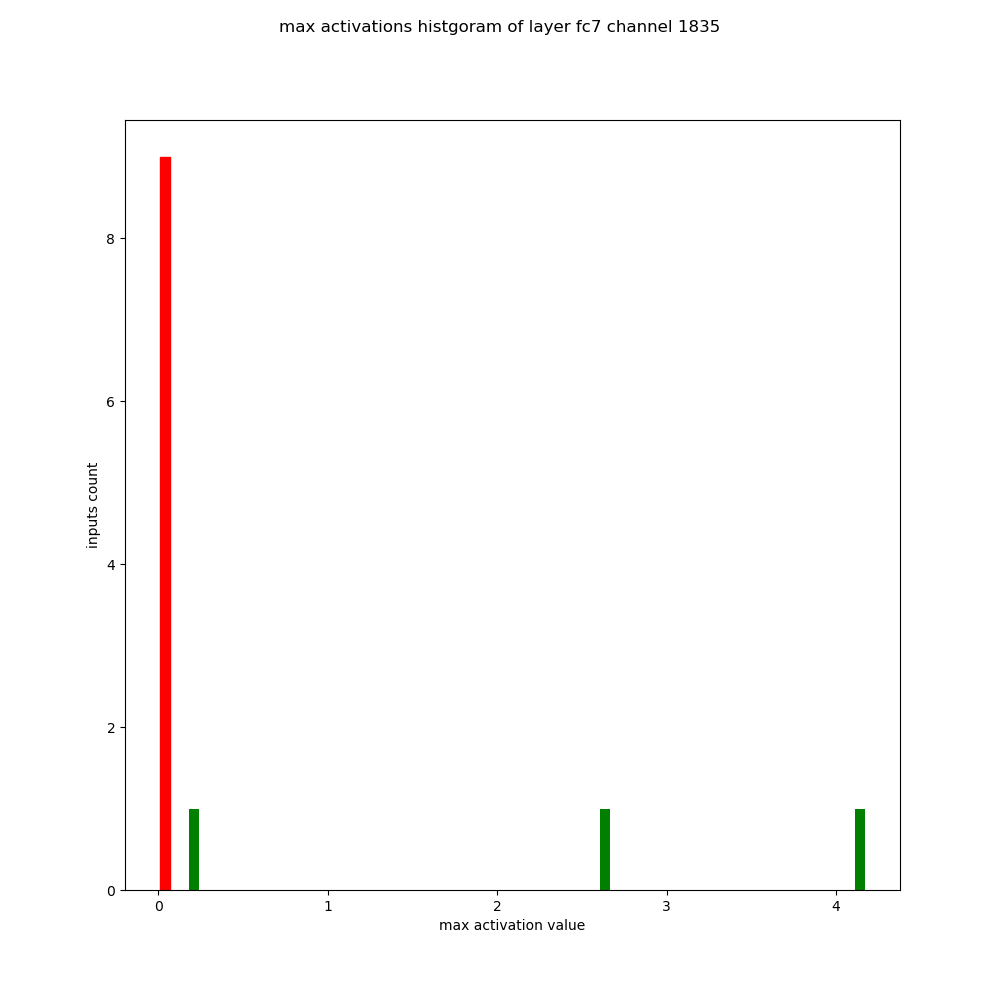 max activations histgoram of layer fc7 channel 1835
8
6
4
2
0
inputs count
0 1 2 3 4
max activation value